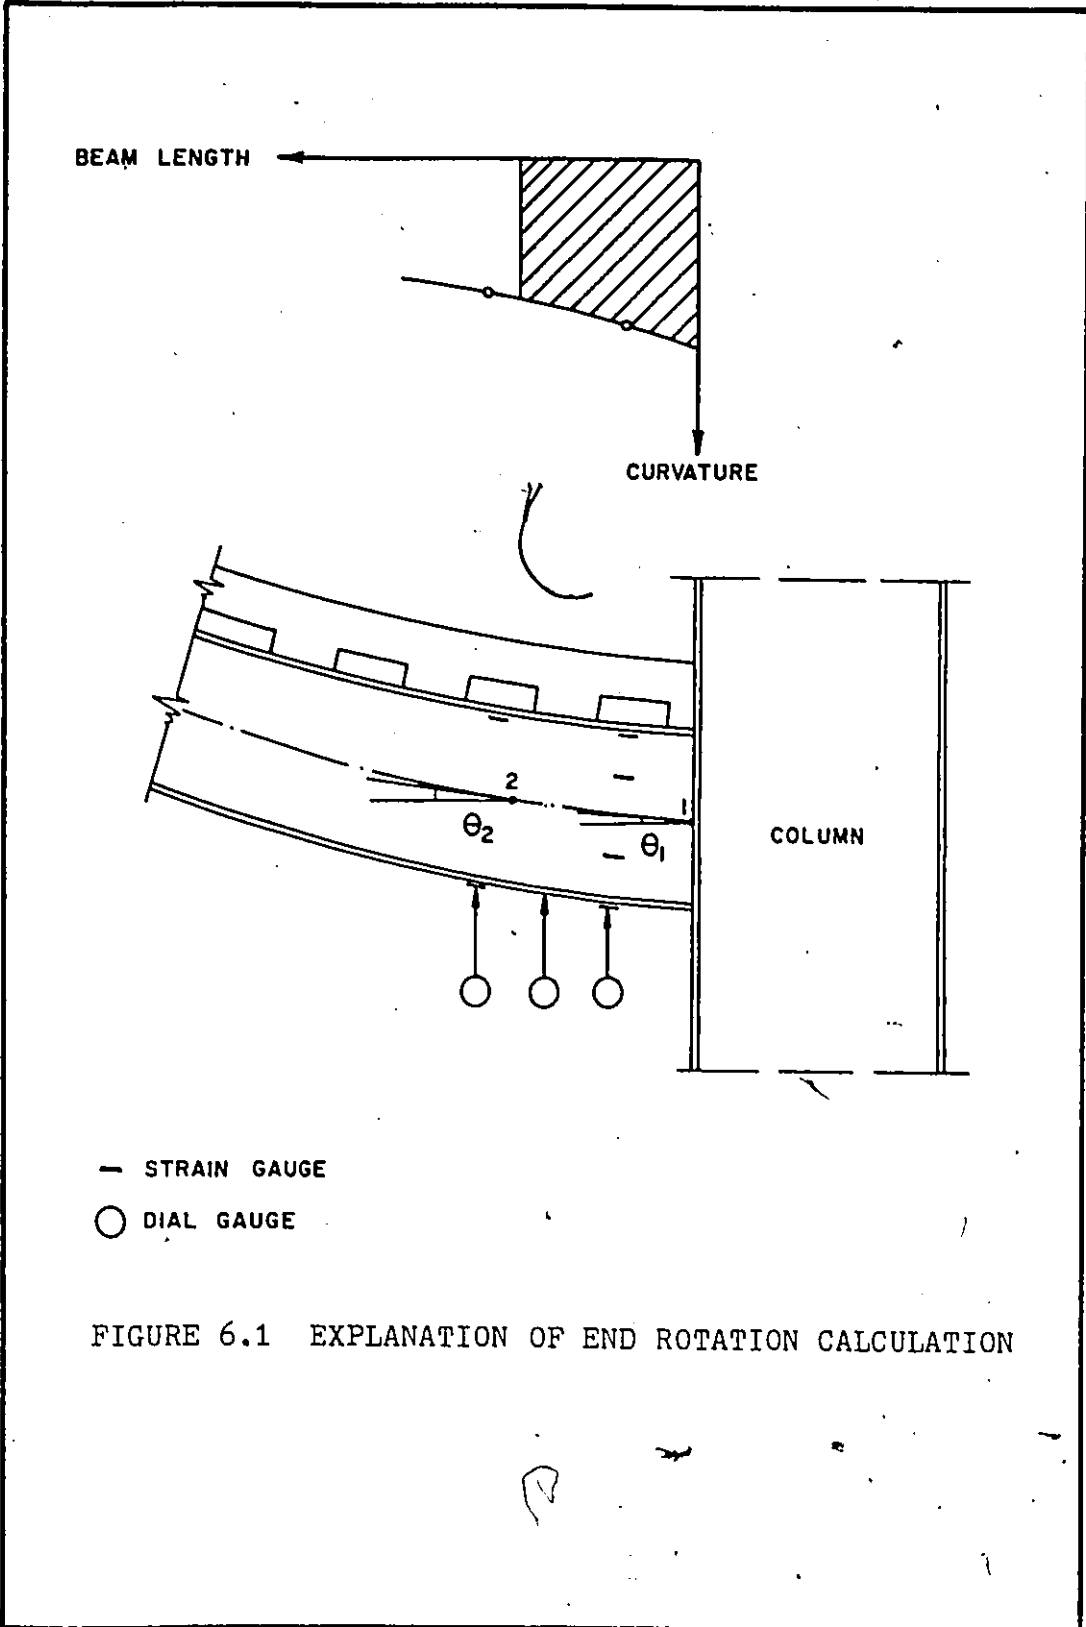 BEAM LENGTH
CURVATURE
2
1
θ2
θ1
COLUMN
STRAIN GAUGE
DIAL GAUGE
FIGURE 6.1 EXPLANATION OF END ROTATION CALCULATION